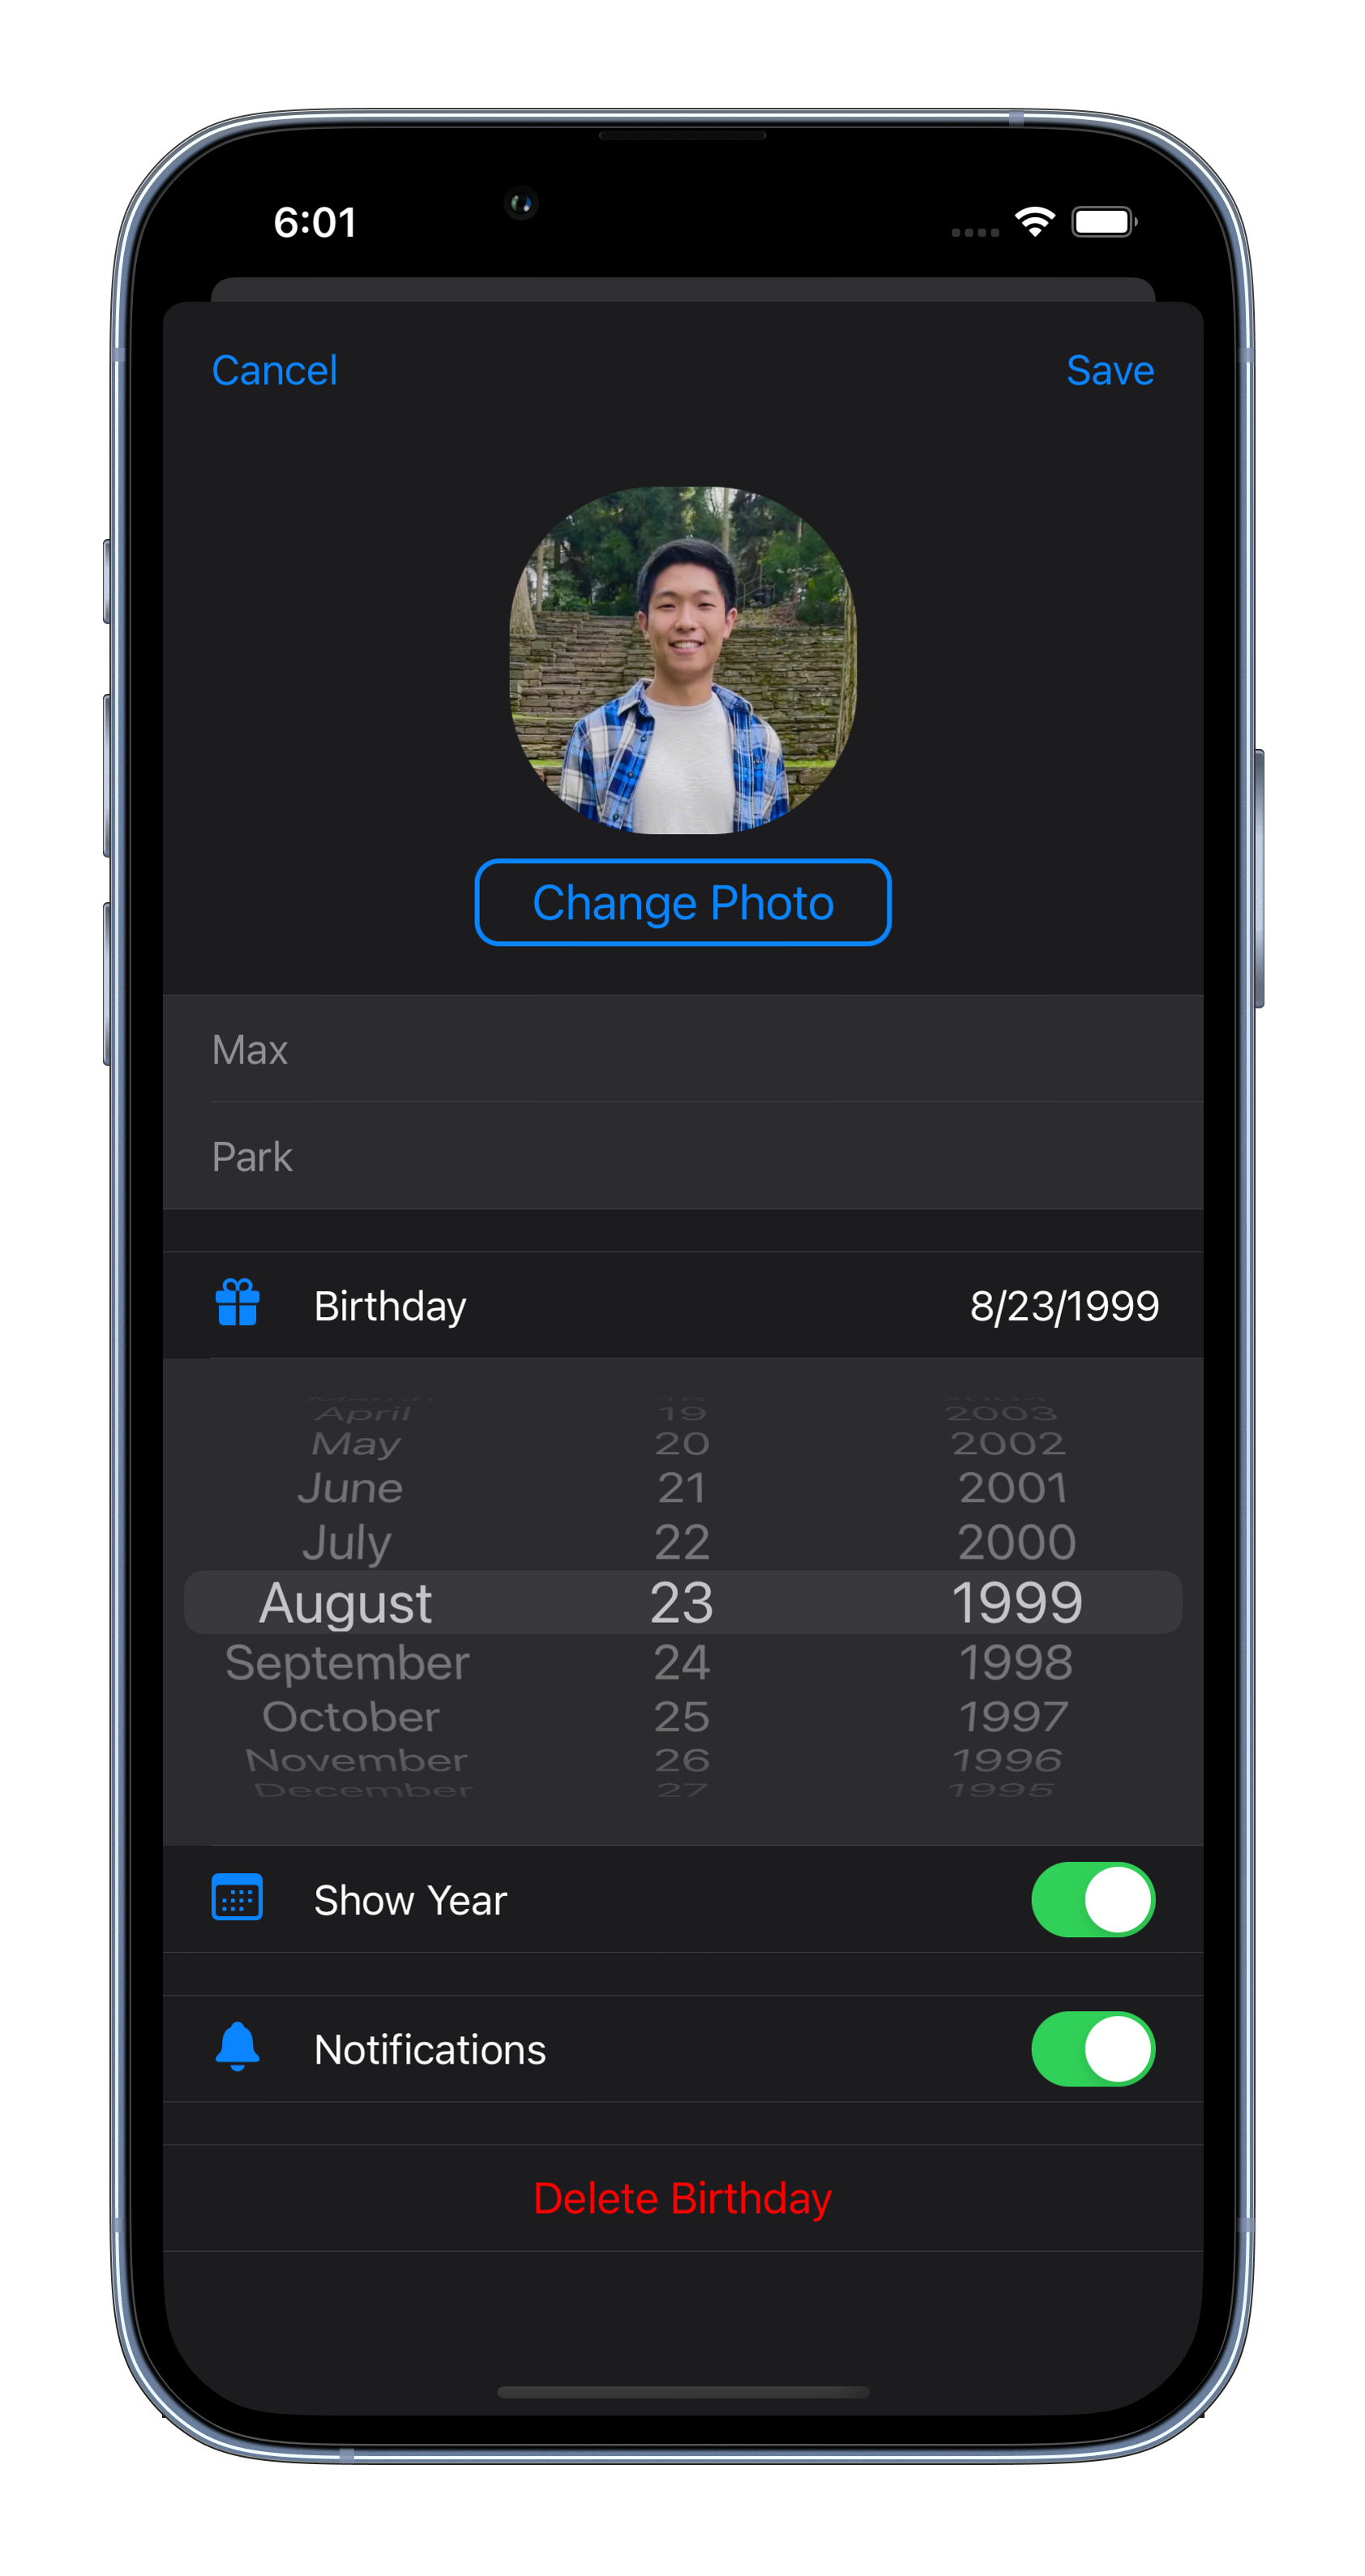 6:01
Cancel Save
Change Photo
Max
Park
Birthday 8/23/1999
April 19 2003
May 20 2002
June 21 2001
July 22 2000
August 23 1999
September 24 1998
October 25 1997
November 26 1996
December 27 1995
Show Year
Notifications
Delete Birthday